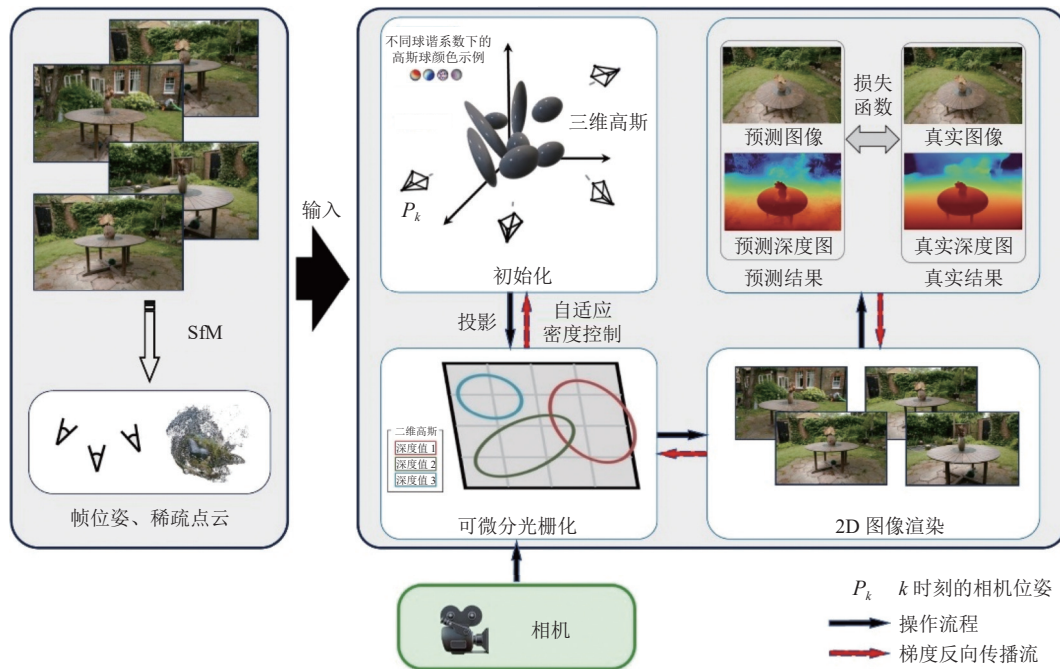 SfM
帧位姿、稀疏点云
输入
不同球谐系数下的
高斯球颜色示例
三维高斯
P_k
初始化
投影
自适应
密度控制
二维高斯
深度值 1
深度值 2
深度值 3
可微分光栅化
损失
函数
预测图像
真实图像
预测深度图
真实深度图
预测结果
真实结果
2D 图像渲染
相机
P_k k 时刻的相机位姿
操作流程
梯度反向传播流